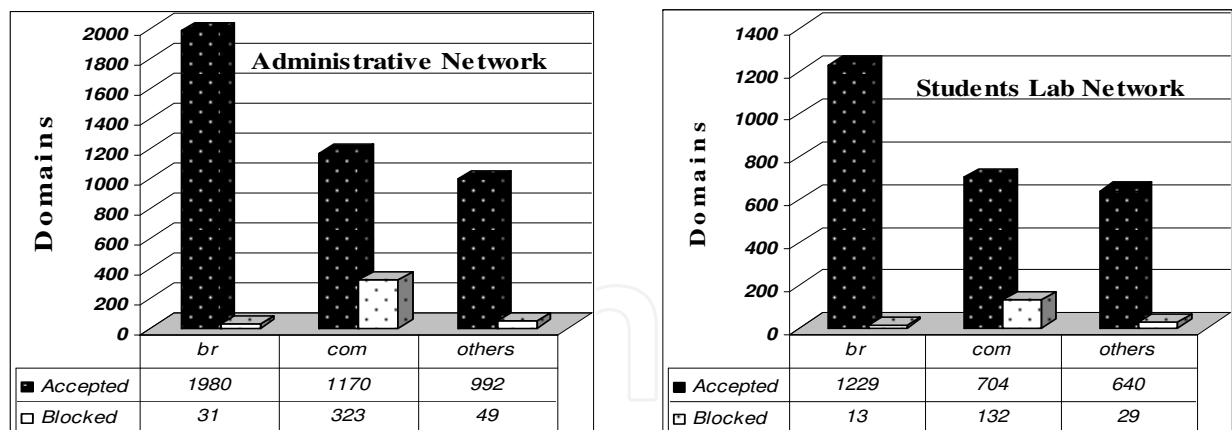 Administrative Network
Domains
2000
1800
1600
1400
1200
1000
800
600
400
200
0
br com others
Accepted 1980 1170 992
Blocked 31 323 49
Students Lab Network
Domains
1400
1200
1000
800
600
400
200
0
br com others
Accepted 1229 704 640
Blocked 13 132 29